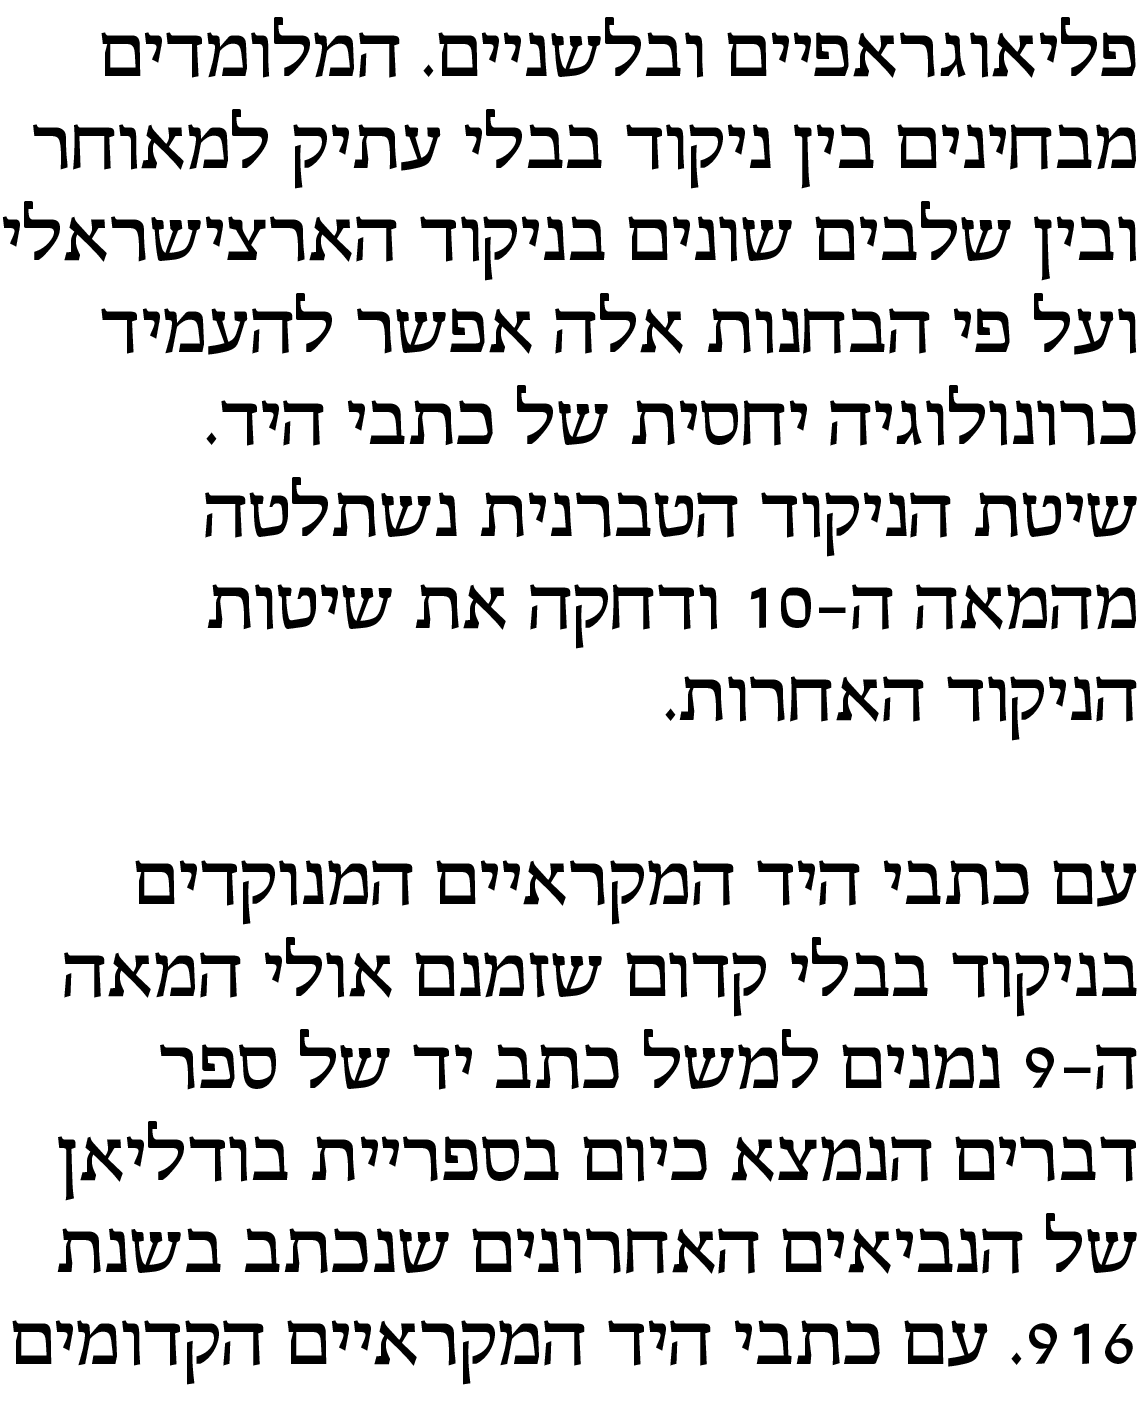 פליאוגראפיים ובלשניים. המלומדים
מבחינים בין ניקוד בבלי עתיק למאוחר
ובין שלבים שונים בניקוד הארצישראלי
ועל פי הבחנות אלה אפשר להעמיד
כרונולוגיה יחסית של כתבי היד.
שיטת הניקוד הטברנית נשתלטה
מהמאה ה-10 ודחקה את שיטות
הניקוד האחרות.
עם כתבי היד המקראיים המנוקדים
בניקוד בבלי קדום שזמנם אולי המאה
ה-9 נמנים למשל כתב יד של ספר
דברים הנמצא כיום בספריית בודליאן
של הנביאים האחרונים שנכתב בשנת
916. עם כתבי היד המקראיים הקדומים